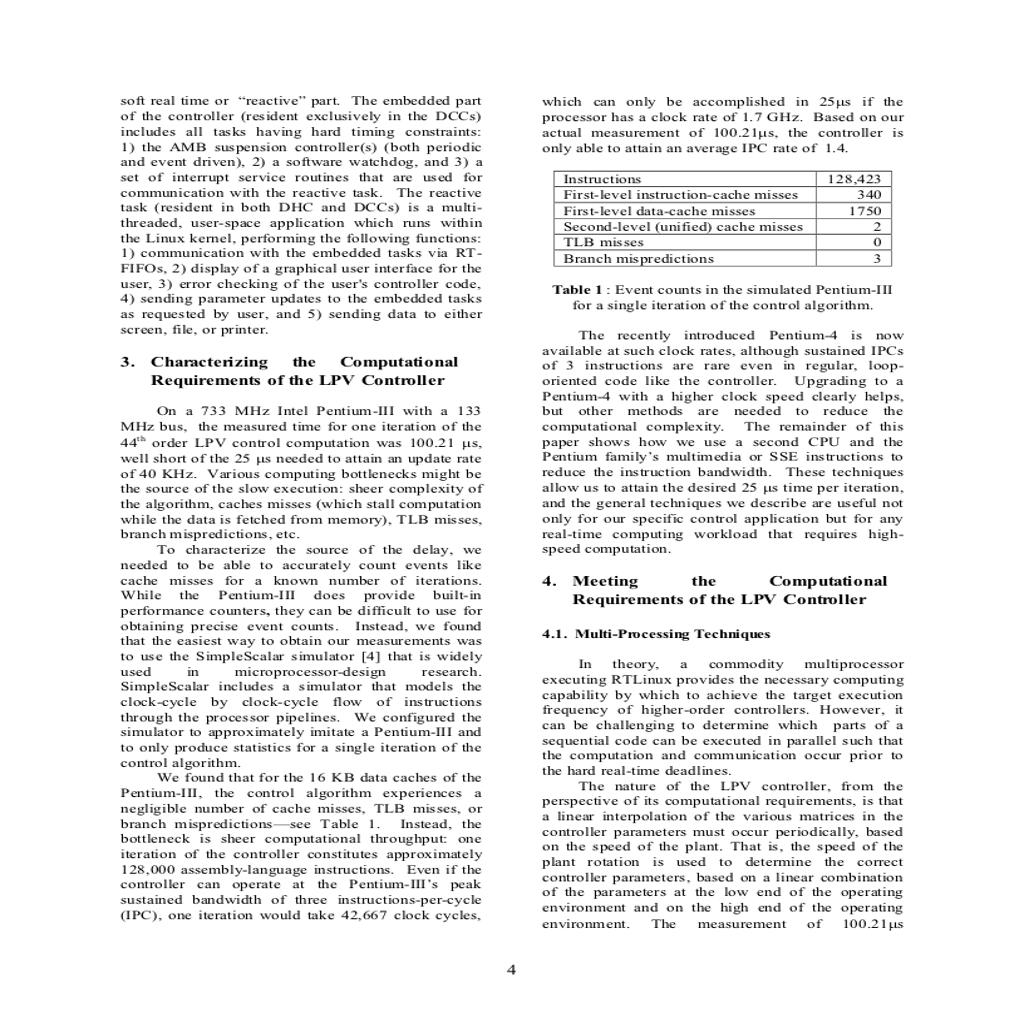 soft real time or “reactive” part. The embedded part
of the controller (resident exclusively in the DCCs)
includes all tasks having hard timing constraints:
1) the AMB suspension controller(s) (both periodic
and event driven), 2) a software watchdog, and 3) a
set of interrupt service routines that are used for
communication with the reactive task. The reactive
task (resident in both DHC and DCCs) is a multi-
threaded, user-space application which runs within
the Linux kernel, performing the following functions:
1) communication with the embedded tasks via RT-
FIFOs, 2) display of a graphical user interface for the
user, 3) error checking of the user's controller code,
4) sending parameter updates to the embedded tasks
as requested by user, and 5) sending data to either
screen, file, or printer.
3. Characterizing the Computational
Requirements of the LPV Controller
On a 733 MHz Intel Pentium-III with a 133
MHz bus, the measured time for one iteration of the
44th order LPV control computation was 100.21 µs,
well short of the 25 µs needed to attain an update rate
of 40 KHz. Various computing bottlenecks might be
the source of the slow execution: sheer complexity of
the algorithm, caches misses (which stall computation
while the data is fetched from memory), TLB misses,
branch mispredictions, etc.
To characterize the source of the delay, we
needed to be able to accurately count events like
cache misses for a known number of iterations.
While the Pentium-III does provide built-in
performance counters, they can be difficult to use for
obtaining precise event counts. Instead, we found
that the easiest way to obtain our measurements was
to use the SimpleScalar simulator [4] that is widely
used in microprocessor-design research.
SimpleScalar includes a simulator that models the
clock-cycle by clock-cycle flow of instructions
through the processor pipelines. We configured the
simulator to approximately imitate a Pentium-III and
to only produce statistics for a single iteration of the
control algorithm.
We found that for the 16 KB data caches of the
Pentium-III, the control algorithm experiences a
negligible number of cache misses, TLB misses, or
branch mispredictions—see Table 1. Instead, the
bottleneck is sheer computational throughput: one
iteration of the controller constitutes approximately
128,000 assembly-language instructions. Even if the
controller can operate at the Pentium-III’s peak
sustained bandwidth of three instructions-per-cycle
(IPC), one iteration would take 42,667 clock cycles,
which can only be accomplished in 25µs if the
processor has a clock rate of 1.7 GHz. Based on our
actual measurement of 100.21µs, the controller is
only able to attain an average IPC rate of 1.4.
Instructions 128,423
First-level instruction-cache misses 340
First-level data-cache misses 1750
Second-level (unified) cache misses 2
TLB misses 0
Branch mispredictions 3
Table 1 : Event counts in the simulated Pentium-III
for a single iteration of the control algorithm.
The recently introduced Pentium-4 is now
available at such clock rates, although sustained IPCs
of 3 instructions are rare even in regular, loop-
oriented code like the controller. Upgrading to a
Pentium-4 with a higher clock speed clearly helps,
but other methods are needed to reduce the
computational complexity. The remainder of this
paper shows how we use a second CPU and the
Pentium family’s multimedia or SSE instructions to
reduce the instruction bandwidth. These techniques
allow us to attain the desired 25 µs time per iteration,
and the general techniques we describe are useful not
only for our specific control application but for any
real-time computing workload that requires high-
speed computation.
4. Meeting the Computational
Requirements of the LPV Controller
4.1. Multi-Processing Techniques
In theory, a commodity multiprocessor
executing RTLinux provides the necessary computing
capability by which to achieve the target execution
frequency of higher-order controllers. However, it
can be challenging to determine which parts of a
sequential code can be executed in parallel such that
the computation and communication occur prior to
the hard real-time deadlines.
The nature of the LPV controller, from the
perspective of its computational requirements, is that
a linear interpolation of the various matrices in the
controller parameters must occur periodically, based
on the speed of the plant. That is, the speed of the
plant rotation is used to determine the correct
controller parameters, based on a linear combination
of the parameters at the low end of the operating
environment and on the high end of the operating
environment. The measurement of 100.21µs
4